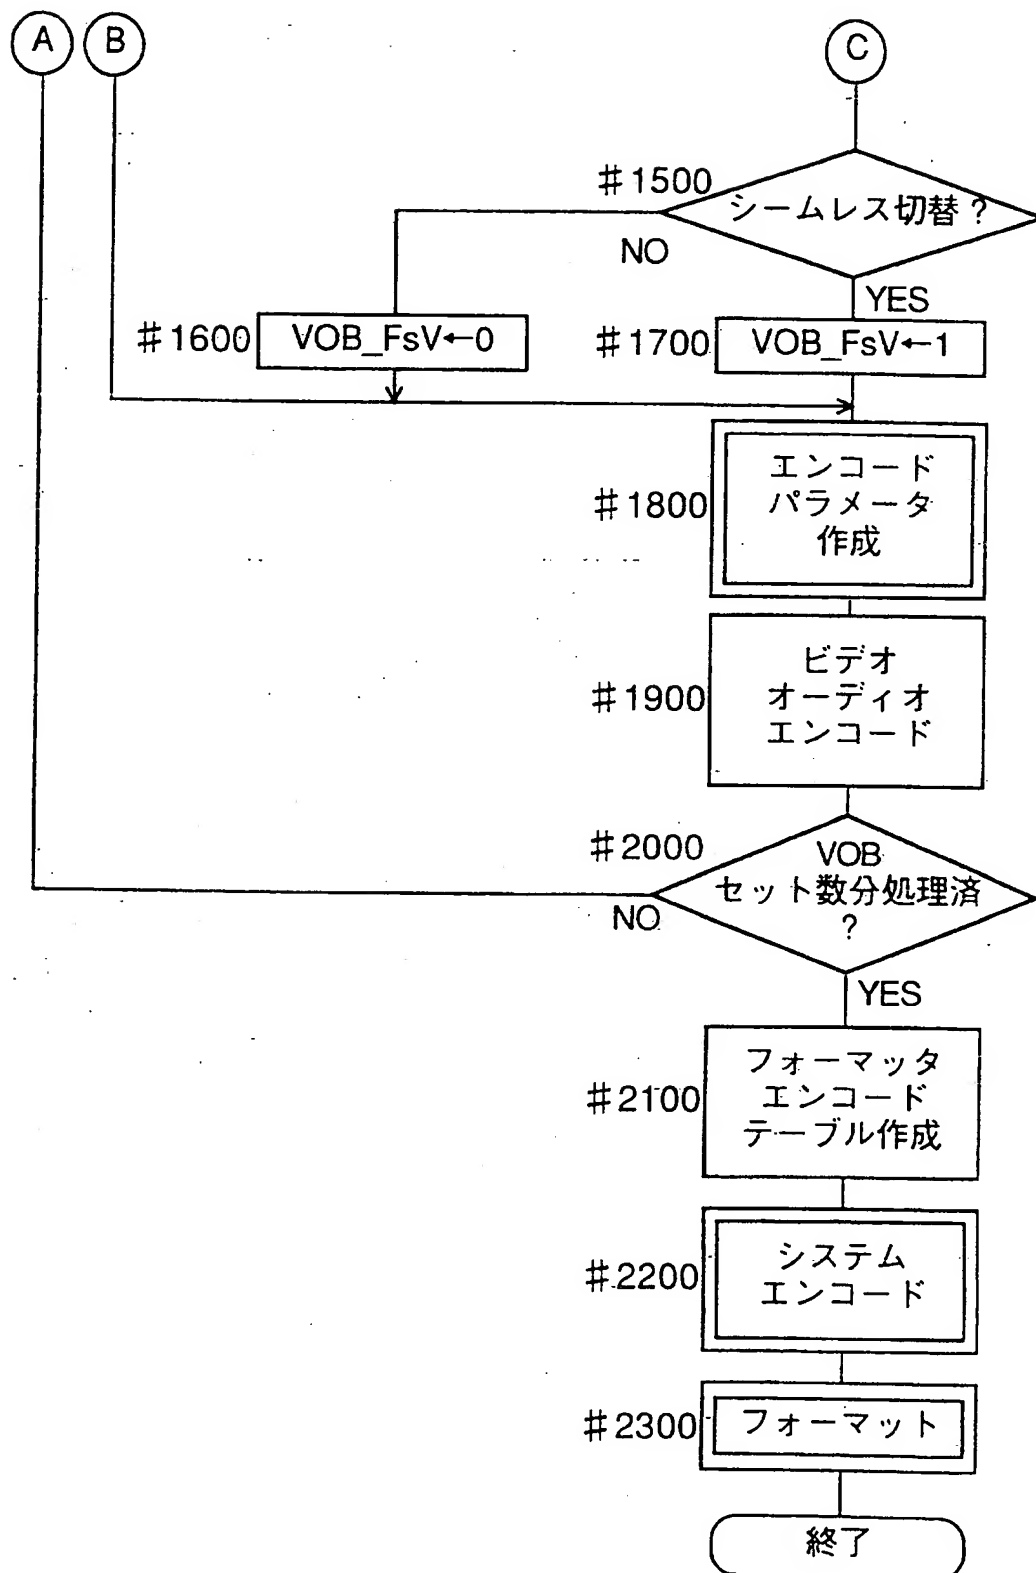 A
B
C
#1500
シームレス切替?
NO
YES
#1600
VOB_FsV←0
#1700
VOB_FsV←1
#1800
エンコード
パラメータ
作成
#1900
ビデオ
オーディオ
エンコード
#2000
VOB
セット数分処理済
?
NO
YES
#2100
フォーマッタ
エンコード
テーブル作成
#2200
システム
エンコード
#2300
フォーマット
終了